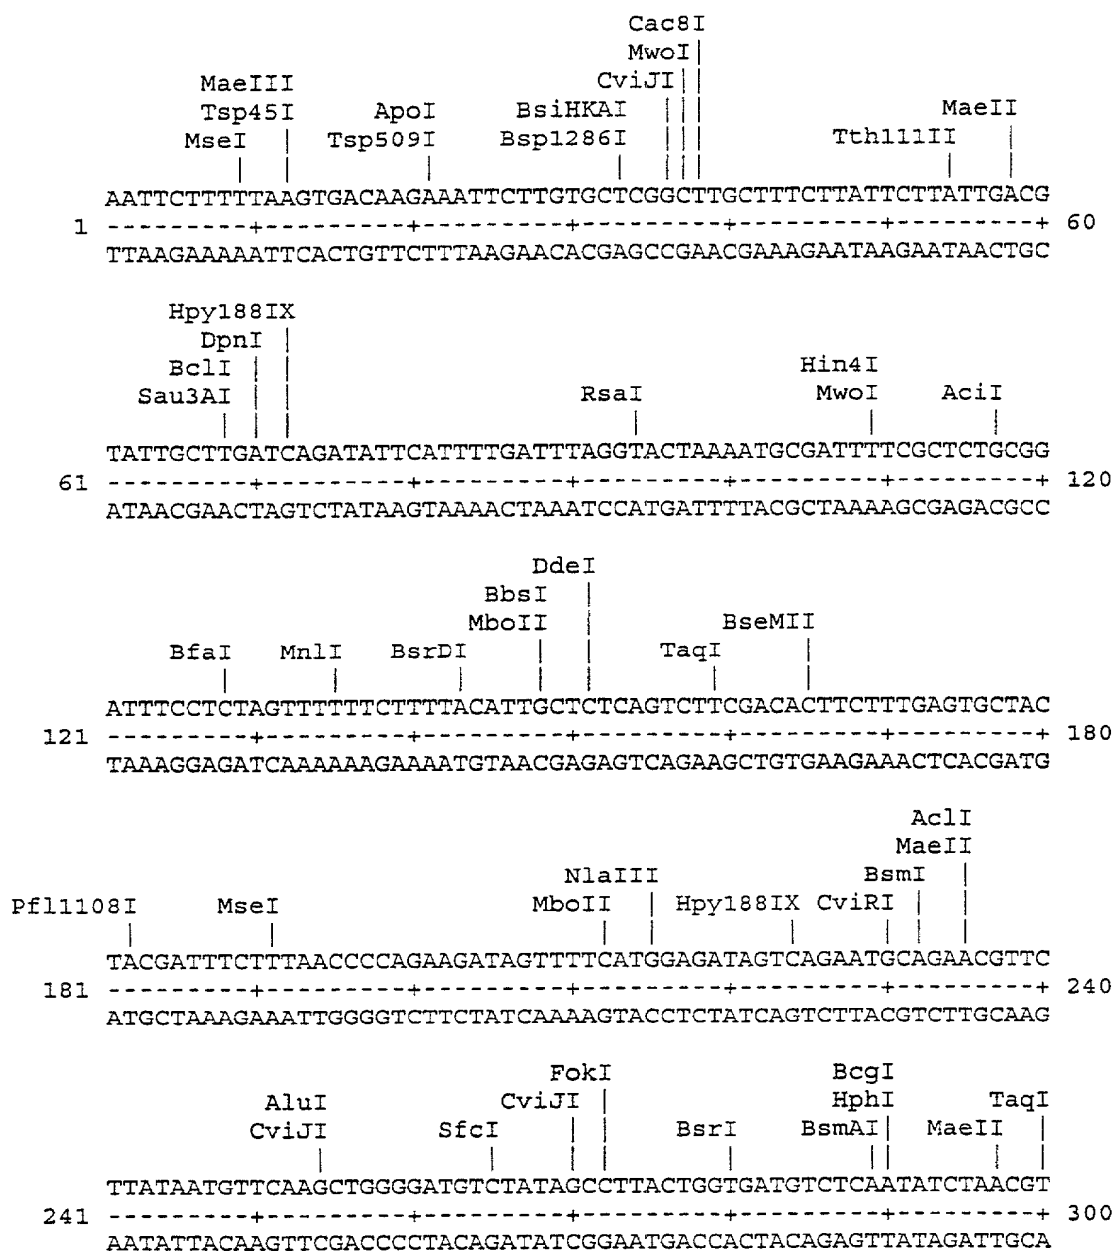 Cac8I
MwoI
MaeIII CviJI
Tsp45I ApoI BsiHKAI MaeII
MseI Tsp509I Bsp1286I Tth111II
AATTCTTTTTAAGTGACAAGAAATTCTTGTGCTCGGCTTGCTTTCTTATTCTTATTGACG
1 ---------+---------+---------+---------+---------+---------+ 60
TTAAGAAAAATTCACTGTTCTTTAAGAACACGAGCCGAACGAAAGAATAAGAATAACTGC
Hpy188IX
DpnI
BclI Hin4I
Sau3AI RsaI MwoI AciI
TATTGCTTGATCAGATATTCATTTTGATTTAGGTACTAAAATGCGATTTTCGCTCTGCGG
61 ---------+---------+---------+---------+---------+---------+ 120
ATAACGAACTAGTCTATAAGTAAAACTAAATCCATGATTTTACGCTAAAAGCGAGACGCC
DdeI
BbsI
MboII BseMII
BfaI MnlI BsrDI TaqI
ATTTCCTCTAGTTTTTTCTTTTACATTGCTCTCAGTCTTCGACACTTCTTTGAGTGCTAC
121 ---------+---------+---------+---------+---------+---------+ 180
TAAAGGAGATCAAAAAAGAAAATGTAACGAGAGTCAGAAGCTGTGAAGAAACTCACGATG
AclI
MaeII
NlaIII BsmI
Pfl1108I MseI MboII Hpy188IX CviRI
TACGATTTCTTTAACCCCAGAAGATAGTTTTCATGGAGATAGTCAGAATGCAGAACGTTC
181 ---------+---------+---------+---------+---------+---------+ 240
ATGCTAAAGAAATTGGGGTCTTCTATCAAAAGTACCTCTATCAGTCTTACGTCTTGCAAG
FokI BcgI
AluI CviJI HphI TaqI
CviJI SfcI BsrI BsmAI MaeII
TTATAATGTTCAAGCTGGGGATGTCTATAGCCTTACTGGTGATGTCTCAATATCTAACGT
241 ---------+---------+---------+---------+---------+---------+ 300
AATATTACAAGTTCGACCCCTACAGATATCGGAATGACCACTACAGAGTTATAGATTGCA